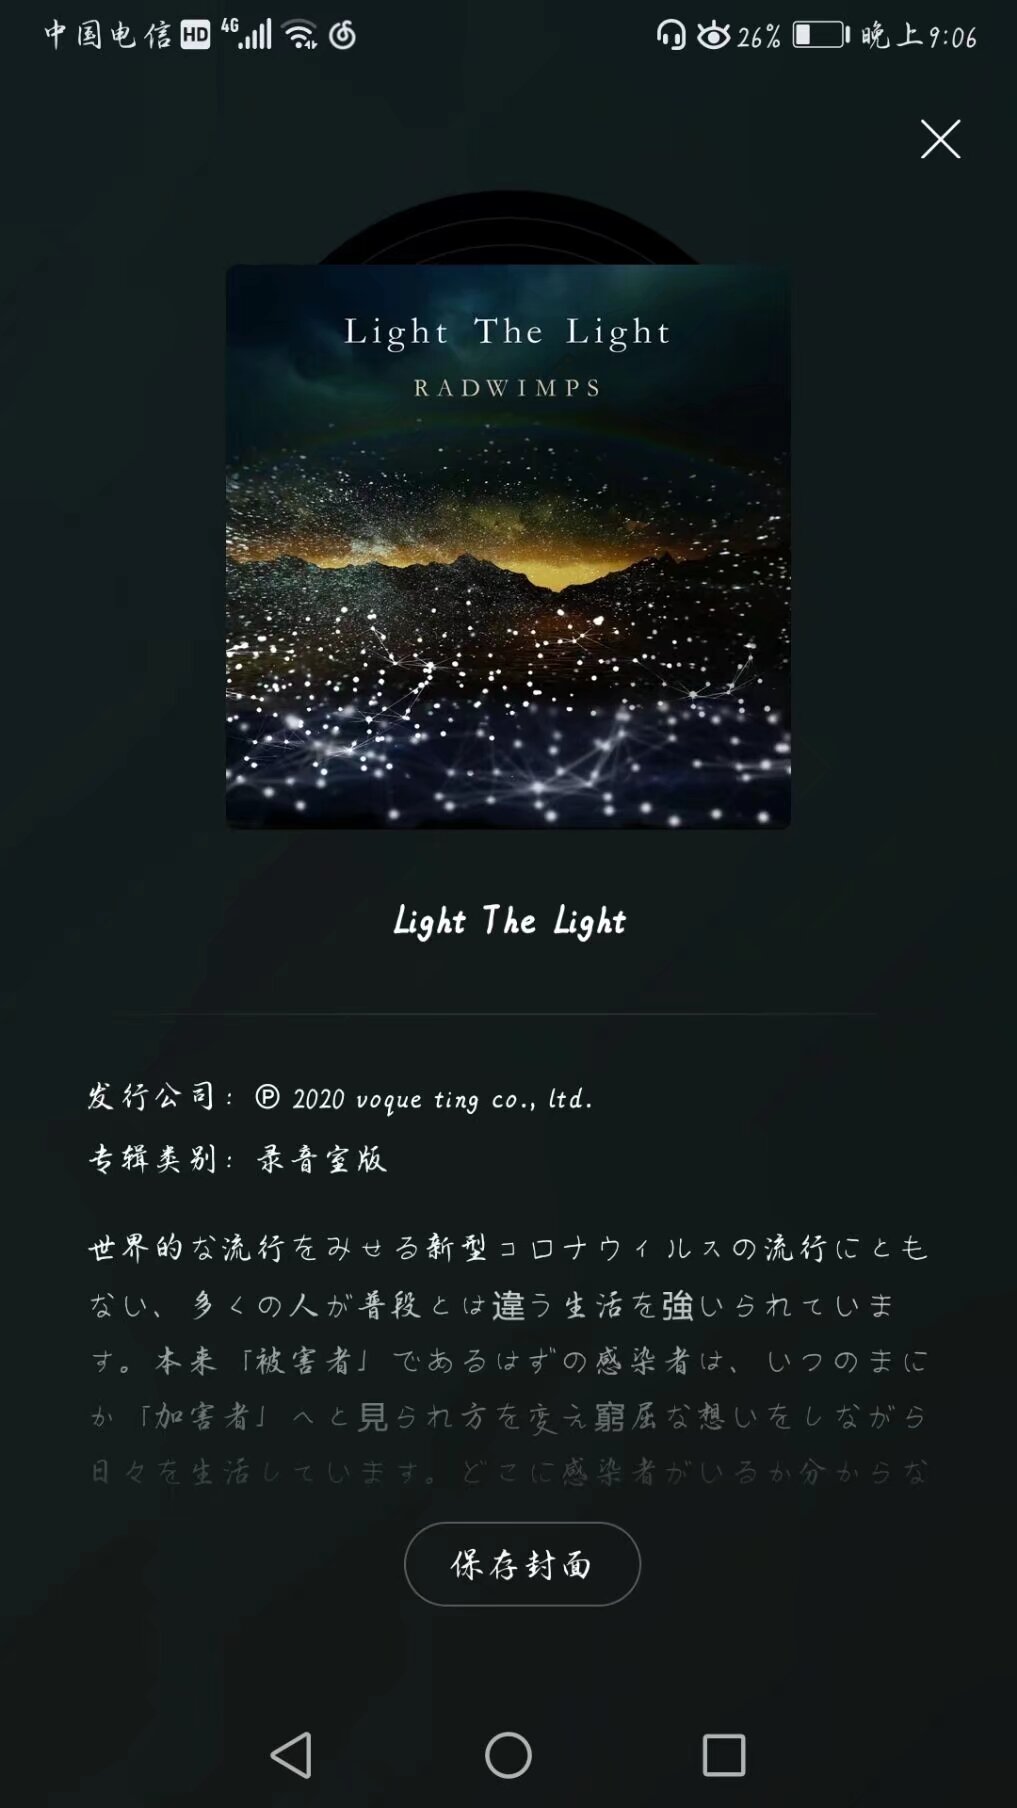 中国电信 HD 4G 26% 晚上9:06
Light The Light
RADWIMPS
Light The Light
发行公司：℗ 2020 voque ting co., ltd.
专辑类别：录音室版
世界的な流行をみせる新型コロナウィルスの流行にとも
ない、多くの人が普段とは違う生活を強いられていま
す。本来「被害者」であるはずの感染者は、いつのまに
か「加害者」へと見られ方を変え窮屈な想いをしながら
日々を生活しています。どこに感染者がいるか分からな
保存封面